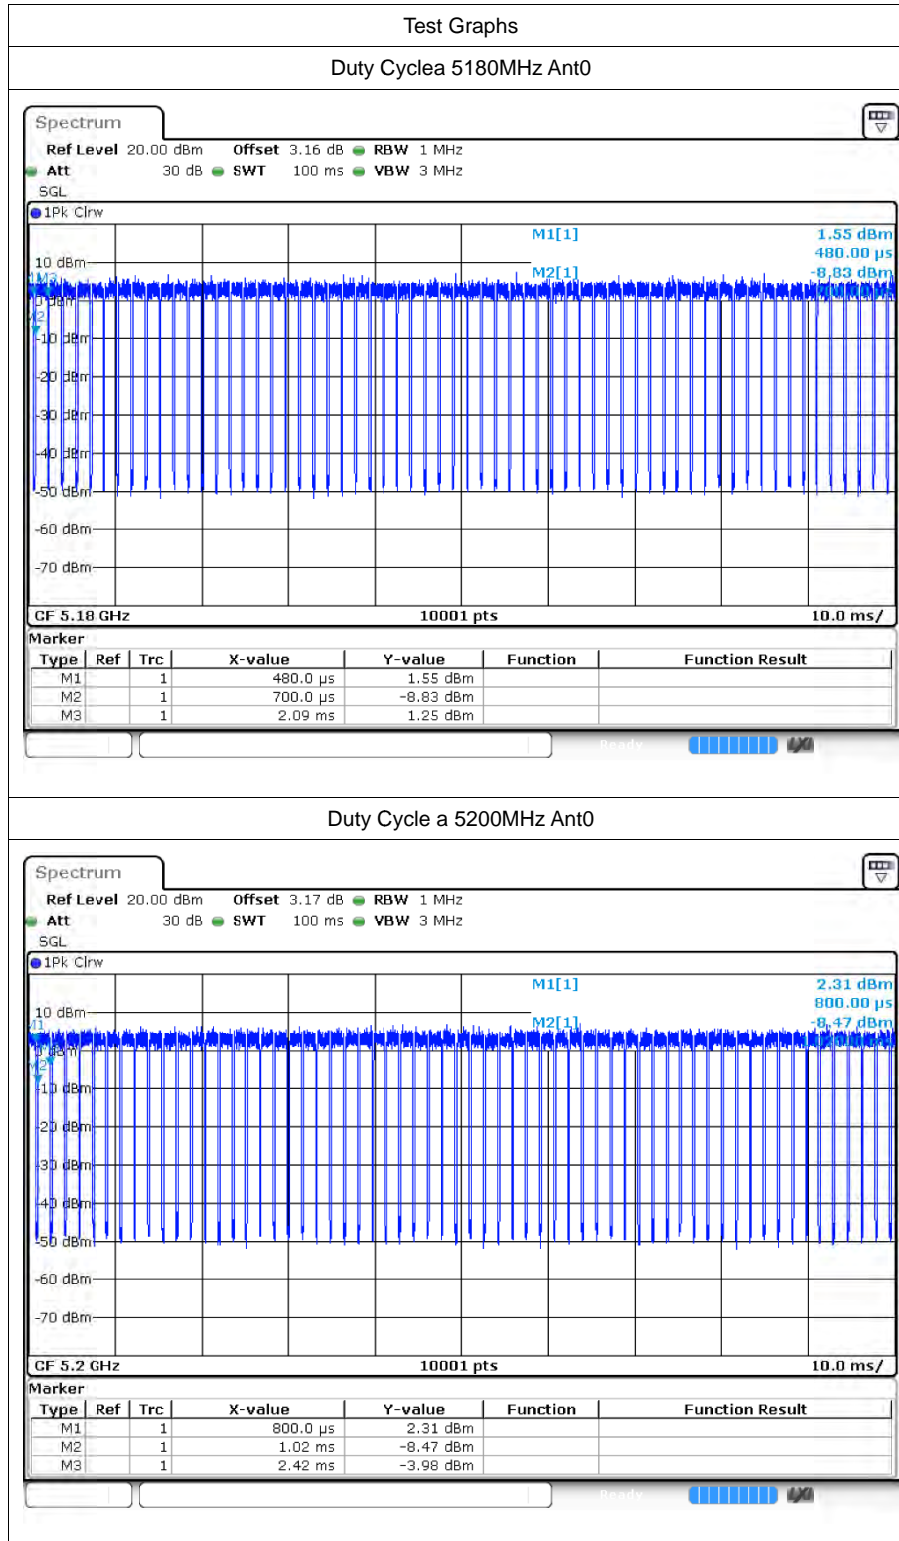 Test Graphs
Duty Cyclea 5180MHz Ant0
Spectrum
Ref Level 20.00 dBm Offset 3.16 dB RBW 1 MHz
Att 30 dB SWT 100 ms VBW 3 MHz
SGL
1Pk Clrw
M1[1] 1.55 dBm
480.00 µs
10 dBm
M2[1] -8.83 dBm
M2
-10 dBm
-20 dBm
-30 dBm
-40 dBm
-50 dBm
-60 dBm
-70 dBm
CF 5.18 GHz 10001 pts 10.0 ms/
Marker
Type Ref Trc X-value Y-value Function Function Result
M1 1 480.0 µs 1.55 dBm
M2 1 700.0 µs -8.83 dBm
M3 1 2.09 ms 1.25 dBm
Ready
Duty Cycle a 5200MHz Ant0
Spectrum
Ref Level 20.00 dBm Offset 3.17 dB RBW 1 MHz
Att 30 dB SWT 100 ms VBW 3 MHz
SGL
1Pk Clrw
M1[1] 2.31 dBm
800.00 µs
10 dBm
M1
M2[1] -8.47 dBm
M2
-10 dBm
-20 dBm
-30 dBm
-40 dBm
-50 dBm
-60 dBm
-70 dBm
CF 5.2 GHz 10001 pts 10.0 ms/
Marker
Type Ref Trc X-value Y-value Function Function Result
M1 1 800.0 µs 2.31 dBm
M2 1 1.02 ms -8.47 dBm
M3 1 2.42 ms -3.98 dBm
Ready